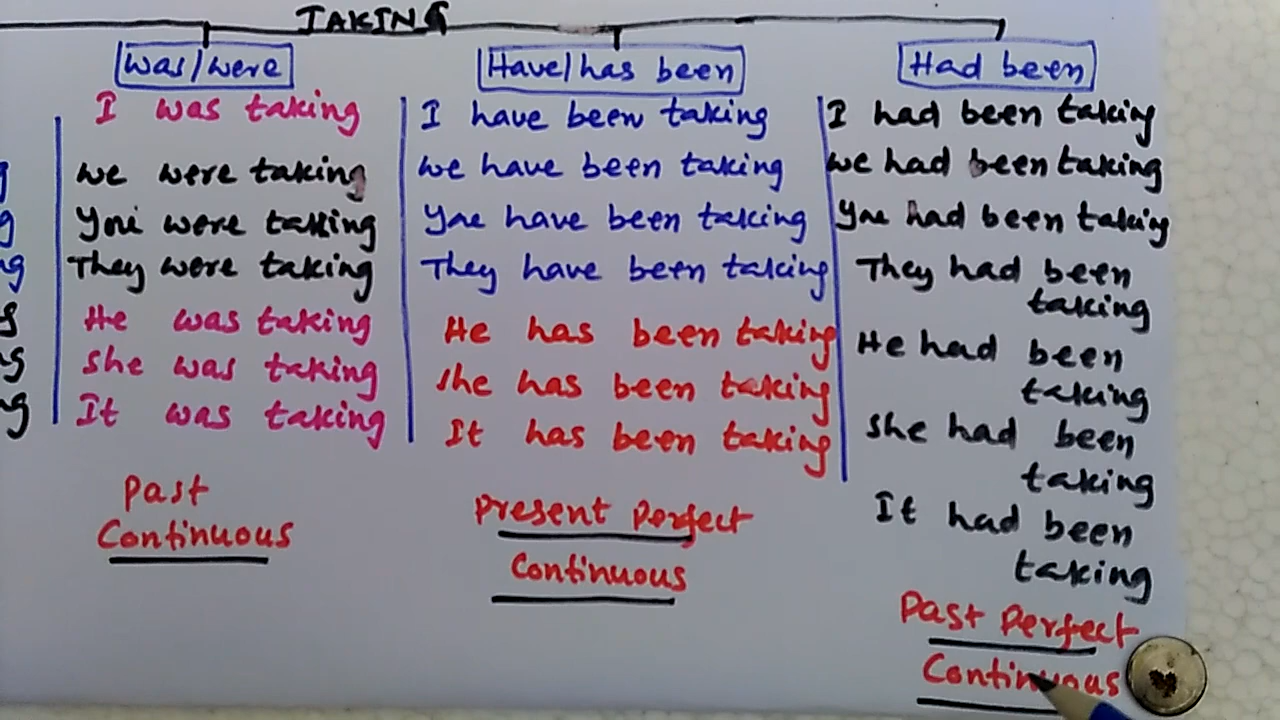 TAKING
Was/were
I was taking
we were taking
You were taking
They were taking
He was taking
she was taking
It was taking
Past
Continuous
Have/has been
I have been taking
we have been taking
You have been taking
They have been taking
He has been taking
she has been taking
It has been taking
Present Perfect
Continuous
Had been
I had been taking
we had been taking
You had been taking
They had been
taking
He had been
taking
she had been
taking
It had been
taking
Past Perfect
Continuous